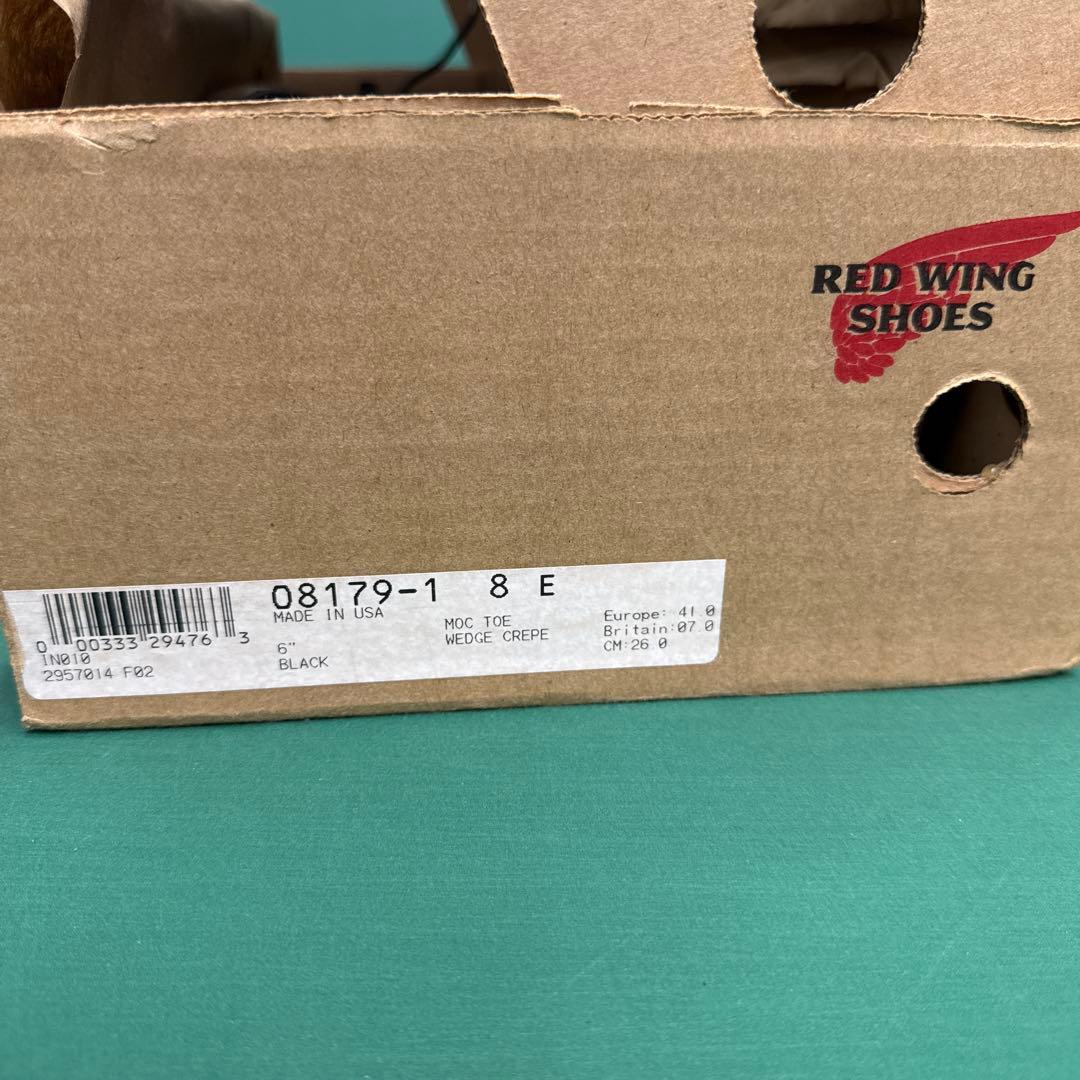 RED WING
SHOES
08179-1 8 E
MADE IN USA
6"
BLACK
MOC TOE
WEDGE CREPE
Europe: 41.0
Britain:07.0
CM:26.0
0 00333 29476 3
IN010
2957014 F02